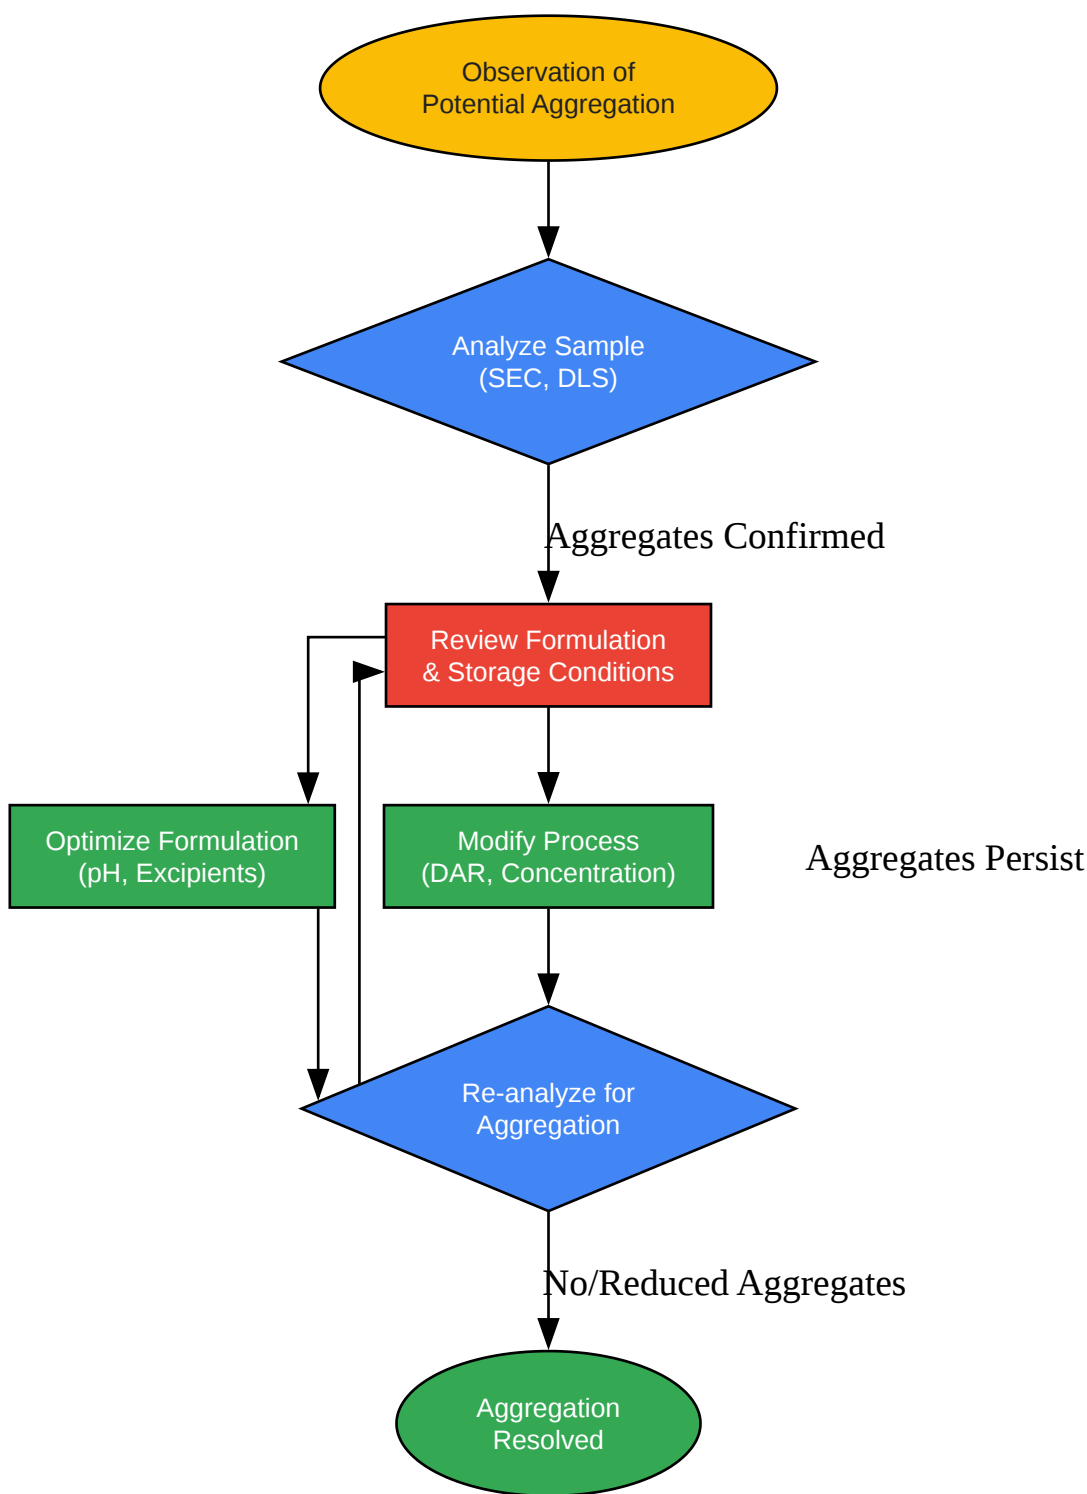 Observation of
Potential Aggregation
Analyze Sample
(SEC, DLS)
Aggregates Confirmed
Review Formulation
& Storage Conditions
Optimize Formulation
(pH, Excipients)
Modify Process
(DAR, Concentration)
Aggregates Persist
Re-analyze for
Aggregation
No/Reduced Aggregates
Aggregation
Resolved